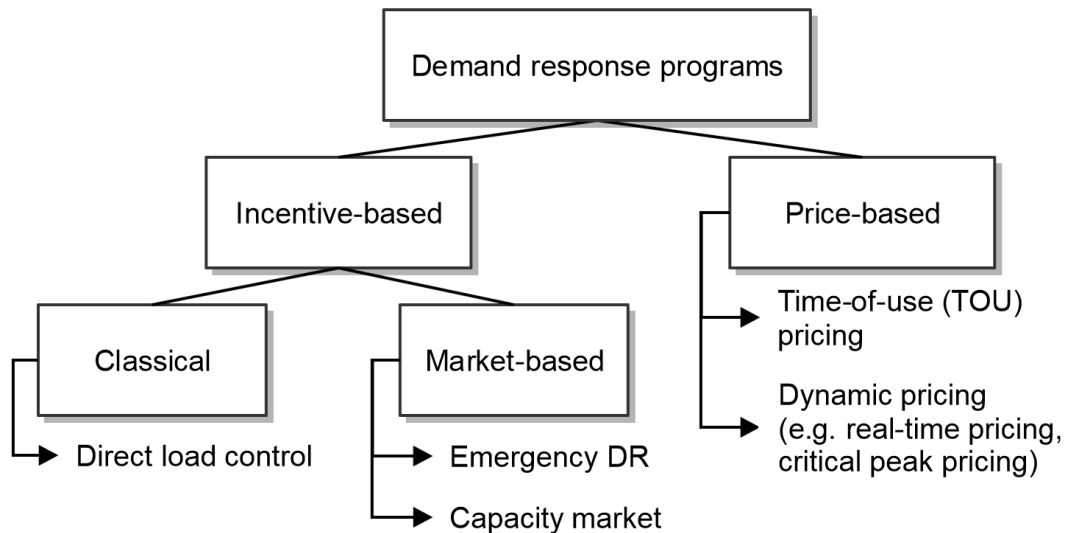 Demand response programs
Incentive-based
Price-based
Classical
Market-based
Direct load control
Emergency DR
Capacity market
Time-of-use (TOU)
pricing
Dynamic pricing
(e.g. real-time pricing,
critical peak pricing)